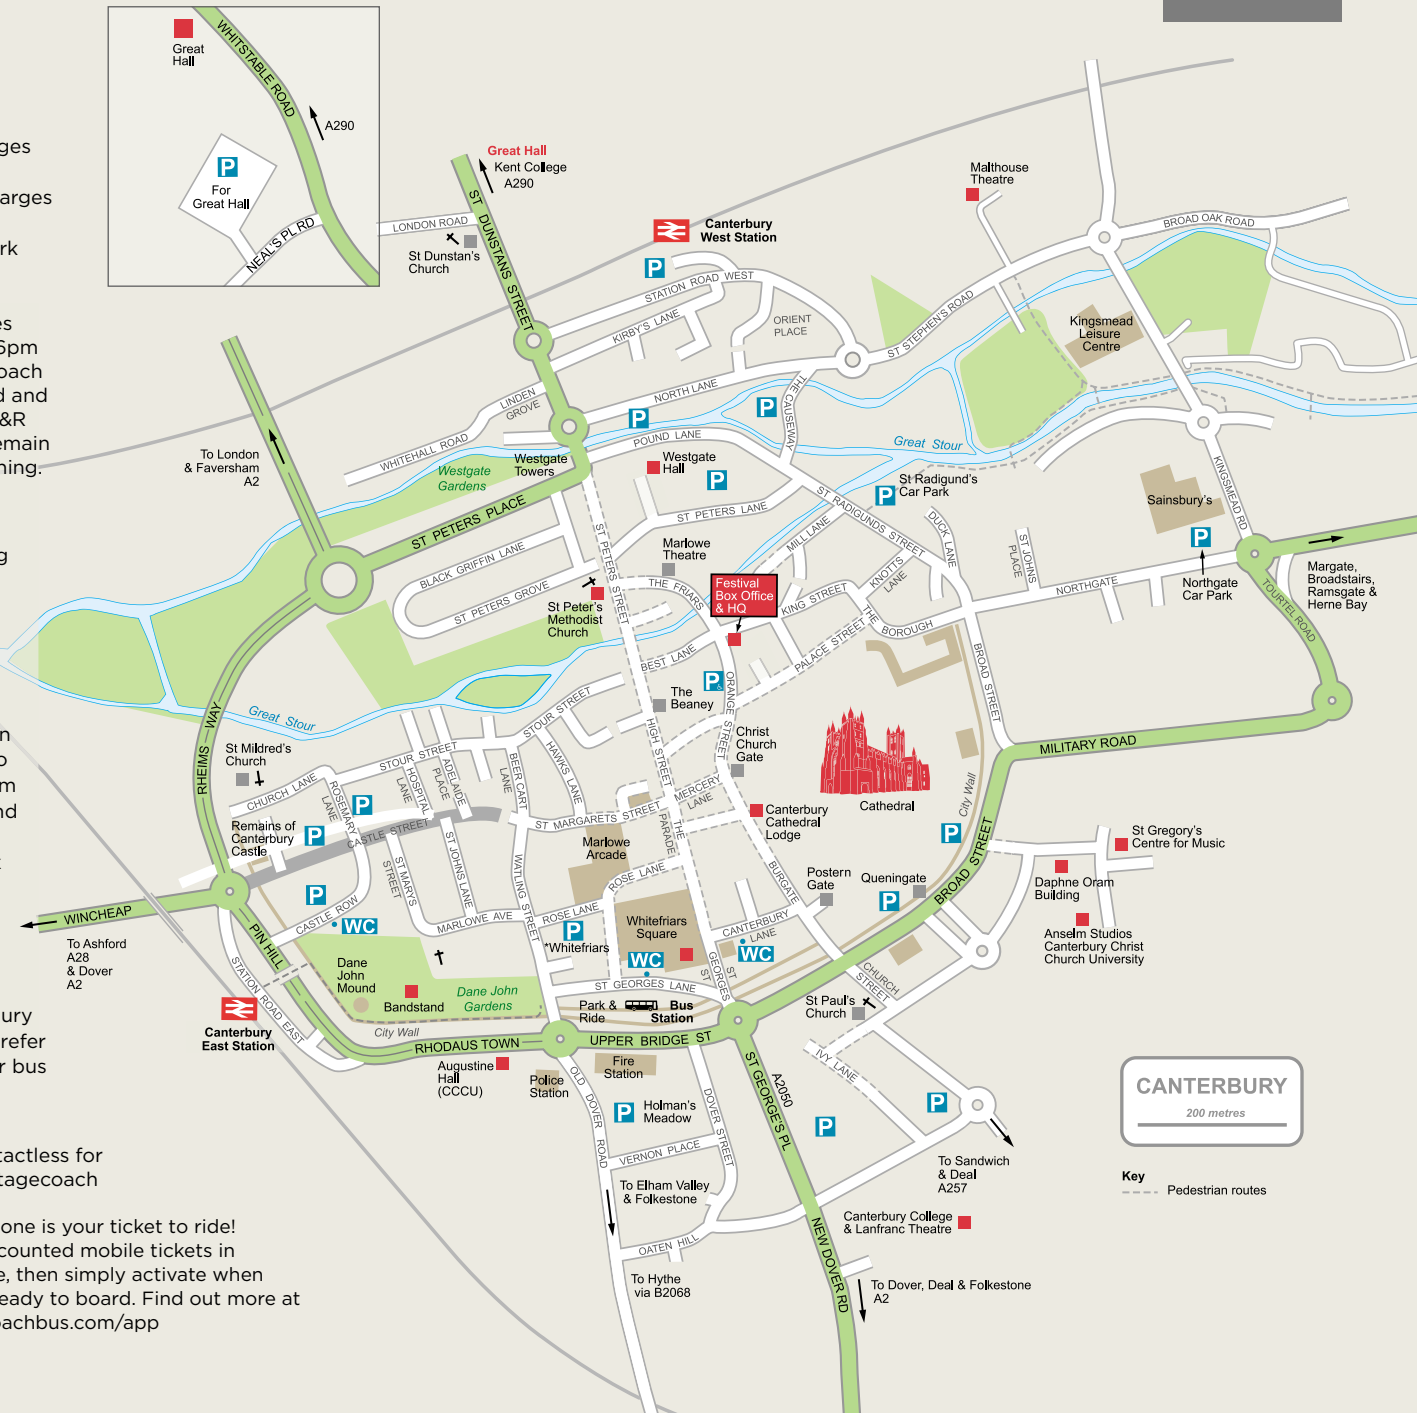 Great
Hall
WHITSTABLE ROAD
A290
P
For
Great Hall
NEAL'S PL RD
ges
arges
rk
es
6pm
oach
d and
&R
emain
ning.
g
n
o
m
nd
ury
refer
r bus
tactless for
tagecoach
one is your ticket to ride!
counted mobile tickets in
e, then simply activate when
eady to board. Find out more at
oachbus.com/app
Great Hall
Kent College
A290
LONDON ROAD
St Dunstan's
Church
ST DUNSTANS STREET
Canterbury
West Station
P
STATION ROAD WEST
KIRBY'S LANE
ORIENT
PLACE
Malthouse
Theatre
BROAD OAK ROAD
ST STEPHEN'S ROAD
Kingsmead
Leisure
Centre
LINDEN
GROVE
NORTH LANE
THE CAUSEWAY
P
P
WHITEHALL ROAD
POUND LANE
Great Stour
To London
& Faversham
A2
Westgate
Gardens
Westgate
Towers
Westgate
Hall
P
St Radigund's
Car Park
P
KINGSMEAD RD
Sainsbury's
P
Northgate
Car Park
ST PETERS PLACE
ST PETERS LANE
ST RADIGUNDS STREET
MILL LANE
DUCK LANE
ST JOHNS
PLACE
NORTHGATE
Margate,
Broadstairs,
Ramsgate &
Herne Bay
TOURTEL ROAD
BLACK GRIFFIN LANE
ST PETERS GROVE
ST PETERS STREET
Marlowe
Theatre
THE FRIARS
Festival
Box Office
& HQ
KING STREET
KNOTTS
LANE
THE
BOROUGH
St Peter's
Methodist
Church
BEST LANE
PALACE STREET
P
ORANGE STREET
BROAD STREET
MILITARY ROAD
The
Beaney
Great Stour
RHEIMS WAY
STOUR STREET
HIGH STREET
Christ
Church
Gate
St Mildred's
Church
STOUR STREET
HAWKS LANE
BEER CART
LANE
Cathedral
City Wall
CHURCH LANE
ROSEMARY
LANE
HOSPITAL
LANE
ADELAIDE
PLACE
P
P
CASTLE STREET
Remains of
Canterbury
Castle
ST MARGARETS STREET
MERCERY
LANE
THE
PARADE
Canterbury
Cathedral
Lodge
P
St Gregory's
Centre for Music
Marlowe
Arcade
ST MARYS
STREET
ST JOHNS LANE
WATLING STREET
ROSE LANE
BURGATE
Postern
Gate
Queningate
P
BROAD STREET
Daphne Oram
Building
P
CASTLE ROW
WC
MARLOWE AVE
ROSE LANE
P
*Whitefriars
Whitefriars
Square
WC
CANTERBURY
LANE
WC
Anselm Studios
Canterbury Christ
Church University
WINCHEAP
To Ashford
A28
& Dover
A2
PIN HILL
Dane
John
Mound
Bandstand
Dane John
Gardens
ST GEORGES LANE
ST
GEORGES
ST
CHURCH
STREET
St Paul's
Church
STATION ROAD EAST
Canterbury
East Station
City Wall
Park &
Ride
Bus
Station
RHODAUS TOWN
UPPER BRIDGE ST
Augustine
Hall
(CCCU)
Police
Station
Fire
Station
IVY LANE
A2050
ST GEORGE'S PL
OLD DOVER ROAD
P
Holman's
Meadow
DOVER STREET
P
P
CANTERBURY
200 metres
Key
Pedestrian routes
VERNON PLACE
To Elham Valley
& Folkestone
To Sandwich
& Deal
A257
Canterbury College
& Lanfranc Theatre
OATEN HILL
NEW DOVER RD
To Hythe
via B2068
To Dover, Deal & Folkestone
A2